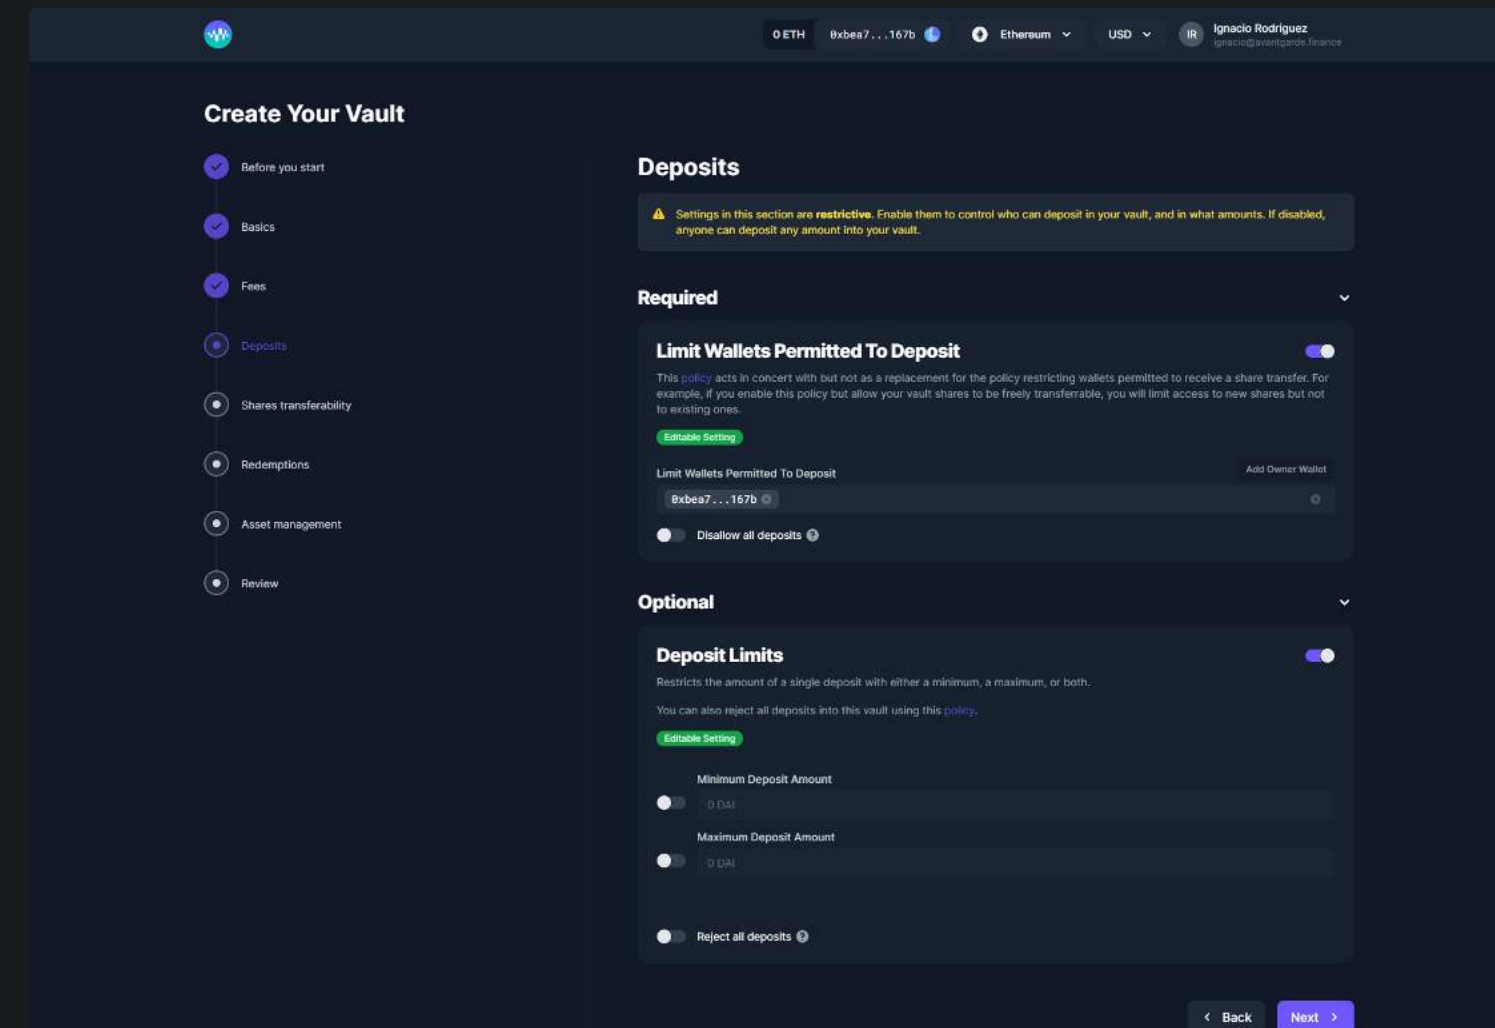 0 ETH
0xbea7...167b
Ethereum
USD
IR
Ignacio Rodriguez
ignacio@avantgarde.finance
Create Your Vault
Before you start
Basics
Fees
Deposits
Shares transferability
Redemptions
Asset management
Review
Deposits
Settings in this section are restrictive. Enable them to control who can deposit in your vault, and in what amounts. If disabled,
anyone can deposit any amount into your vault.
Required
Limit Wallets Permitted To Deposit
This policy acts in concert with but not as a replacement for the policy restricting wallets permitted to receive a share transfer. For
example, if you enable this policy but allow your vault shares to be freely transferrable, you will limit access to new shares but not
to existing ones.
Editable Setting
Limit Wallets Permitted To Deposit
Add Owner Wallet
0xbea7...167b
Disallow all deposits
Optional
Deposit Limits
Restricts the amount of a single deposit with either a minimum, a maximum, or both.
You can also reject all deposits into this vault using this policy.
Editable Setting
Minimum Deposit Amount
0 DAI
Maximum Deposit Amount
0 DAI
Reject all deposits
Back
Next